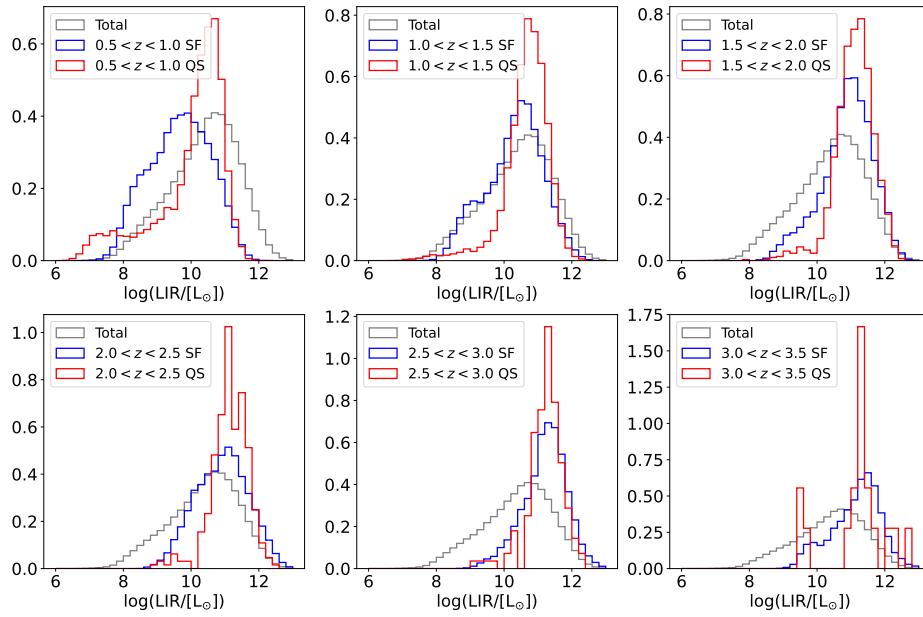 Total
0.5 < z < 1.0 SF
0.5 < z < 1.0 QS
0.0
0.2
0.4
0.6
6
8
10
12
log(LIR/[L⊙])
Total
1.0 < z < 1.5 SF
1.0 < z < 1.5 QS
0.0
0.2
0.4
0.6
0.8
6
8
10
12
log(LIR/[L⊙])
Total
1.5 < z < 2.0 SF
1.5 < z < 2.0 QS
0.0
0.2
0.4
0.6
0.8
6
8
10
12
log(LIR/[L⊙])
Total
2.0 < z < 2.5 SF
2.0 < z < 2.5 QS
0.0
0.2
0.4
0.6
0.8
1.0
6
8
10
12
log(LIR/[L⊙])
Total
2.5 < z < 3.0 SF
2.5 < z < 3.0 QS
0.0
0.2
0.4
0.6
0.8
1.0
1.2
6
8
10
12
log(LIR/[L⊙])
Total
3.0 < z < 3.5 SF
3.0 < z < 3.5 QS
0.00
0.25
0.50
0.75
1.00
1.25
1.50
1.75
6
8
10
12
log(LIR/[L⊙])